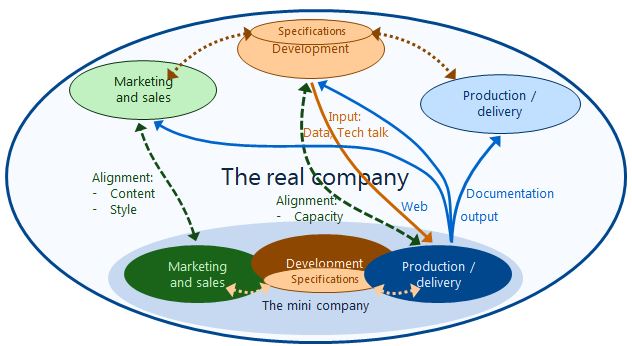 Specifications
Development
Marketing
and sales
Production /
delivery
Input:
Data, Tech talk
Alignment:
- Content
- Style
The real company
Alignment:
- Capacity
Web
Documentation
output
Marketing
and sales
Development
Specifications
Production /
delivery
The mini company